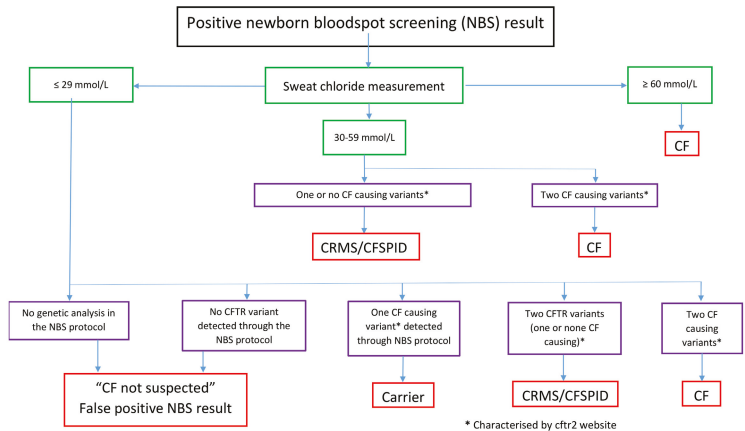 Positive newborn bloodspot screening (NBS) result
≤ 29 mmol/L
Sweat chloride measurement
≥ 60 mmol/L
30-59 mmol/L
CF
One or no CF causing variants*
Two CF causing variants*
CRMS/CFSPID
CF
No genetic analysis in
the NBS protocol
No CFTR variant
detected through the
NBS protocol
One CF causing
variant* detected
through NBS protocol
Two CFTR variants
(one or none CF
causing)*
Two CF
causing
variants*
“CF not suspected”
False positive NBS result
Carrier
CRMS/CFSPID
CF
* Characterised by cftr2 website